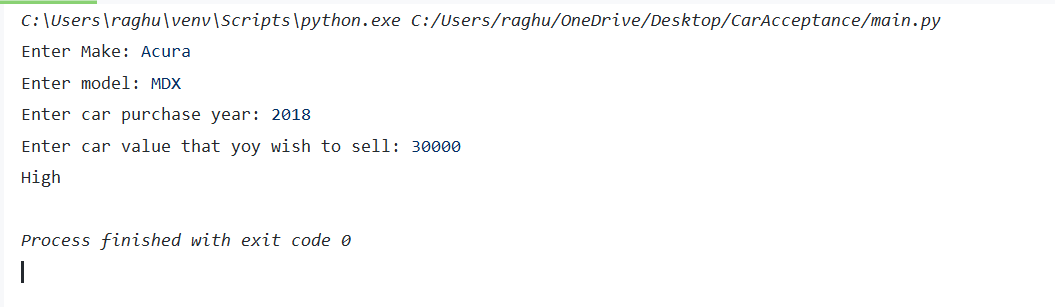 C:\Users\raghu\venv\Scripts\python.exe C:/Users/raghu/OneDrive/Desktop/CarAcceptance/main.py
Enter Make: Acura
Enter model: MDX
Enter car purchase year: 2018
Enter car value that yoy wish to sell: 30000
High
Process finished with exit code 0